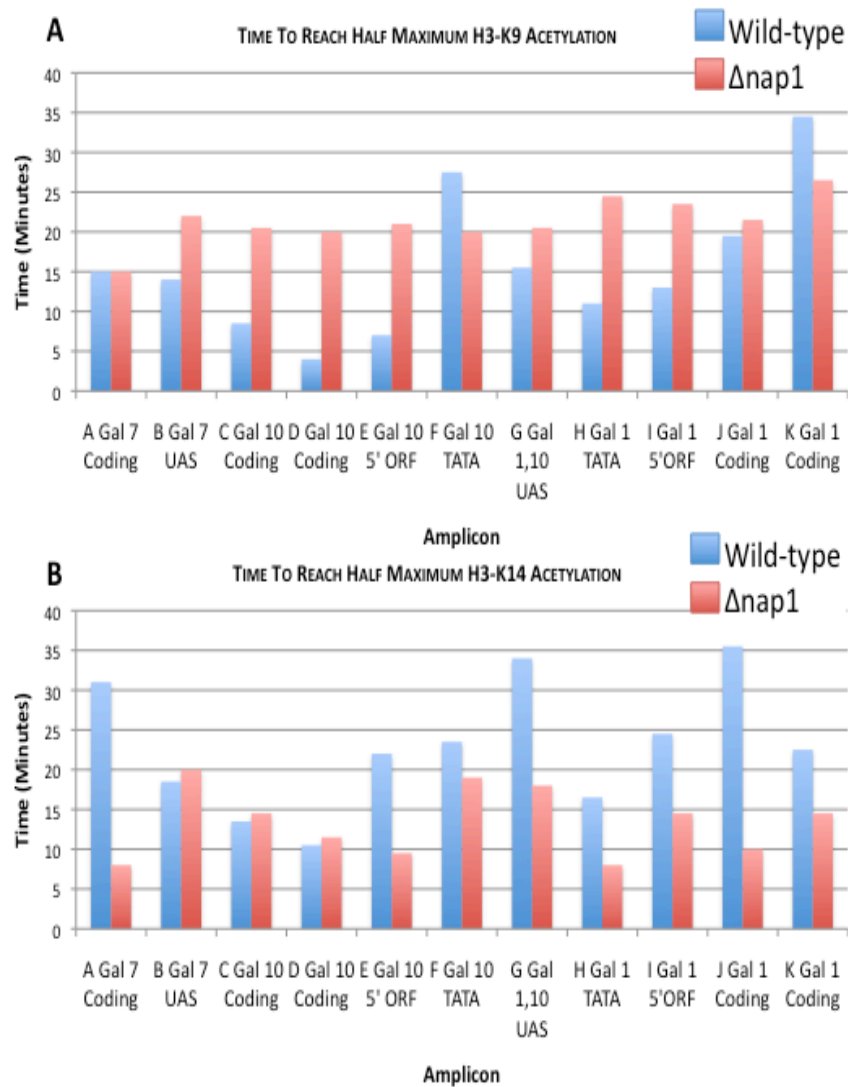 A
TIME TO REACH HALF MAXIMUM H3-K9 ACETYLATION
Wild-type
Δnap1
Time (Minutes)
40
35
30
25
20
15
10
5
0
A Gal 7 Coding
B Gal 7 UAS
C Gal 10 Coding
D Gal 10 Coding
E Gal 10 5' ORF
F Gal 10 TATA
G Gal 1,10 UAS
H Gal 1 TATA
I Gal 1 5'ORF
J Gal 1 Coding
K Gal 1 Coding
Amplicon
B
TIME TO REACH HALF MAXIMUM H3-K14 ACETYLATION
Wild-type
Δnap1
Time (Minutes)
40
35
30
25
20
15
10
5
0
A Gal 7 Coding
B Gal 7 UAS
C Gal 10 Coding
D Gal 10 Coding
E Gal 10 5' ORF
F Gal 10 TATA
G Gal 1,10 UAS
H Gal 1 TATA
I Gal 1 5'ORF
J Gal 1 Coding
K Gal 1 Coding
Amplicon